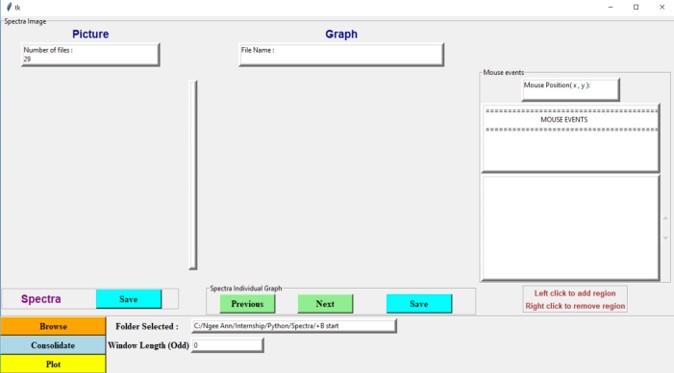 tk
Spectra Image
Picture
Graph
Number of files :
29
File Name :
Mouse events
Mouse Position( x , y ):
=====================================
MOUSE EVENTS
=====================================
Spectra
Save
Spectra Individual Graph
Previous
Next
Save
Left click to add region
Right click to remove region
Browse
Folder Selected :
C:/Ngee Ann/Internship/Python/Spectra/+B start
Consolidate
Window Length (Odd)
0
Plot